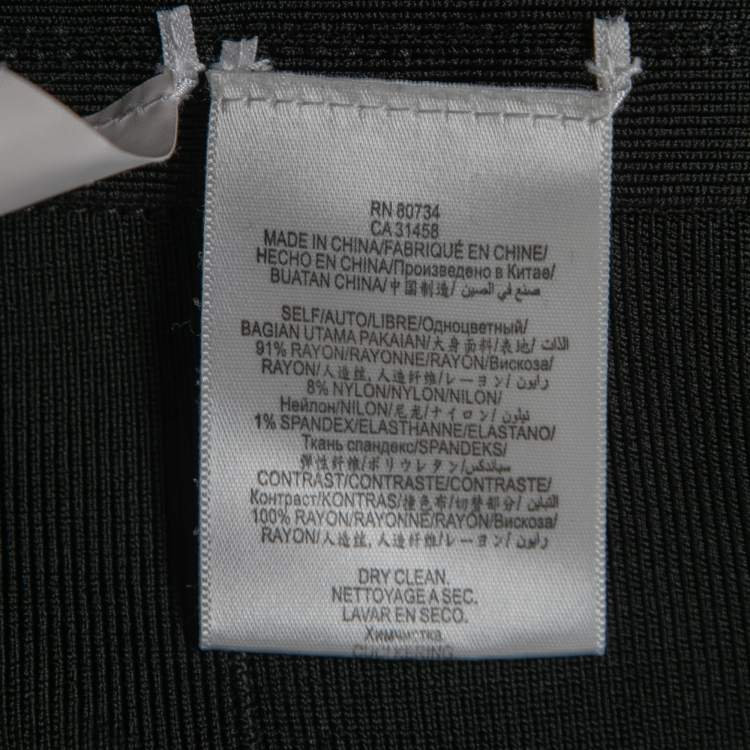 RN 80734
CA 31458
MADE IN CHINA/FABRIQUÉ EN CHINE/
HECHO EN CHINA/Произведено в Китае/
BUATAN CHINA/中国制造/ صنع في الصين
SELF/AUTO/LIBRE/Одноцветный/
BAGIAN UTAMA PAKAIAN/大身面料/表地/ الذات
91% RAYON/RAYONNE/RAYON/Вискоза/
RAYON/人造丝, 人造纤维/レーヨン/ رايون
8% NYLON/NYLON/NILON/
Нейлон/NILON/尼龙/ナイロン/ نيلون
1% SPANDEX/ELASTHANNE/ELASTANO/
Ткань спандекс/SPANDEKS/
弹性纤维/ポリウレタン/ سباندكس
CONTRAST/CONTRASTE/CONTRASTE/
Контраст/KONTRAS/撞色布/切替部分/ التباين
100% RAYON/RAYONNE/RAYON/Вискоза/
RAYON/人造丝, 人造纤维/レーヨン/ رايون
DRY CLEAN.
NETTOYAGE A SEC.
LAVAR EN SECO.
Химчистка.
CUCI KERING